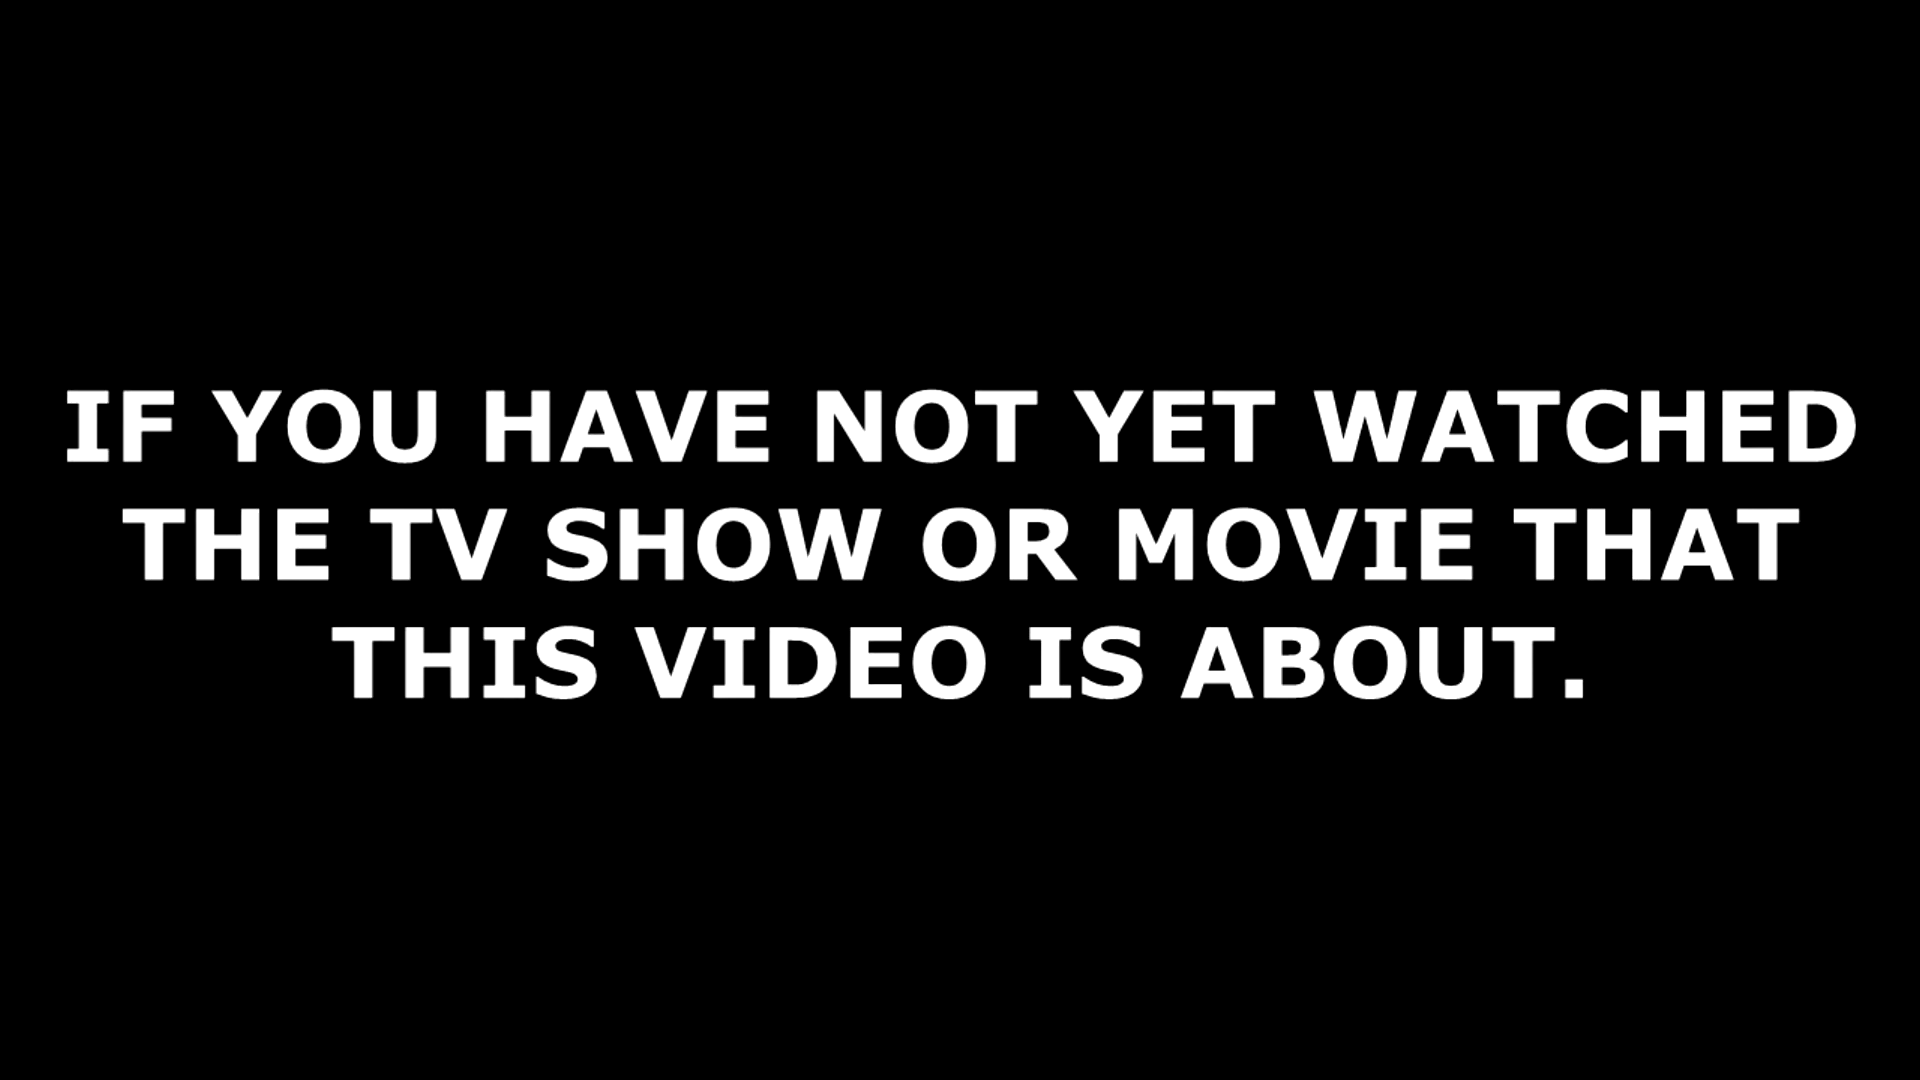 IF YOU HAVE NOT YET WATCHED
THE TV SHOW OR MOVIE THAT
THIS VIDEO IS ABOUT.